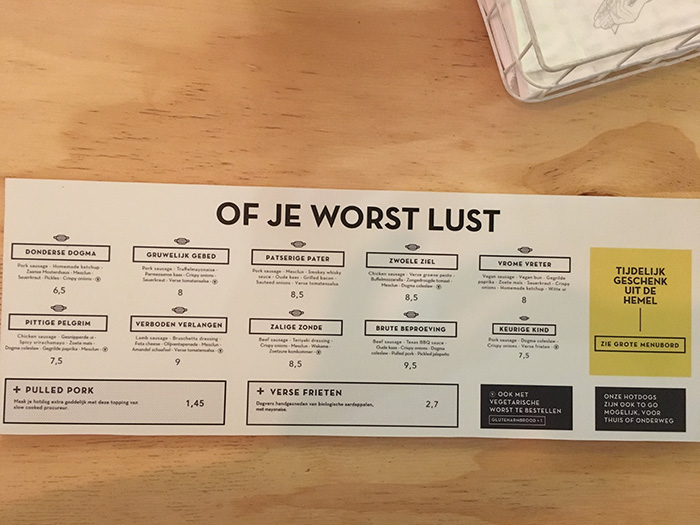 OF JE WORST LUST
DONDERSE DOGMA
Pork sausage · Homemade ketchup ·
Zaanse Mosterdsaus · Mesclun ·
Sauerkraut · Pickles · Crispy onions ·
6,5
GRUWELIJK GEBED
Pork sausage · Truffelmayonaise ·
Parmezaanse kaas · Crispy onions ·
Sauerkraut · Verse tomatensalsa
8
PATSERIGE PATER
Pork sausage · Mesclun · Smokey whisky
sauce · Oude kaas · Grilled bacon ·
Sauteed onions · Verse tomatensalsa
8,5
ZWOELE ZIEL
Chicken sausage · Verse groene pesto ·
Buffelmozzarella · Zongedroogde tomaat ·
Mesclun · Dogma coleslaw
8,5
VROME VRETER
Vegan sausage · Vegan bun · Gegrilde
paprika · Zoete mais · Sauerkraut · Crispy
onions · Homemade ketchup · Witte ui
8
PITTIGE PELGRIM
Chicken sausage · Gesnipperde ui ·
Spicy srirachamayo · Zoete mais ·
Dogma coleslaw · Gegrilde paprika · Mesclun ·
7,5
VERBODEN VERLANGEN
Lamb sausage · Bruschetta dressing ·
Feta cheese · Olijventapenade · Mesclun ·
Amandel schaafsel · Verse tomatensalsa
9
ZALIGE ZONDE
Beef sausage · Teriyaki dressing ·
Crispy onions · Mesclun · Wakame ·
Zoetzure komkommer
8,5
BRUTE BEPROEVING
Beef sausage · Texas BBQ sauce ·
Oude kaas · Crispy onions · Dogma
coleslaw · Pulled pork · Pickled jalapeño
9,5
KEURIGE KIND
Pork sausage · Dogma coleslaw ·
Crispy onions · Verse frieten
7,5
TIJDELIJK
GESCHENK
UIT DE
HEMEL
ZIE GROTE MENUBORD
+ PULLED PORK
Maak je hotdog extra goddelijk met deze topping van
slow cooked procureur.
1,45
+ VERSE FRIETEN
Dagvers handgesneden van biologische aardappelen,
met mayonaise.
2,7
OOK MET
VEGETARISCHE
WORST TE BESTELLEN
GLUTENARMBROOD + 1
ONZE HOTDOGS
ZIJN OOK TO GO
MOGELIJK, VOOR
THUIS OF ONDERWEG